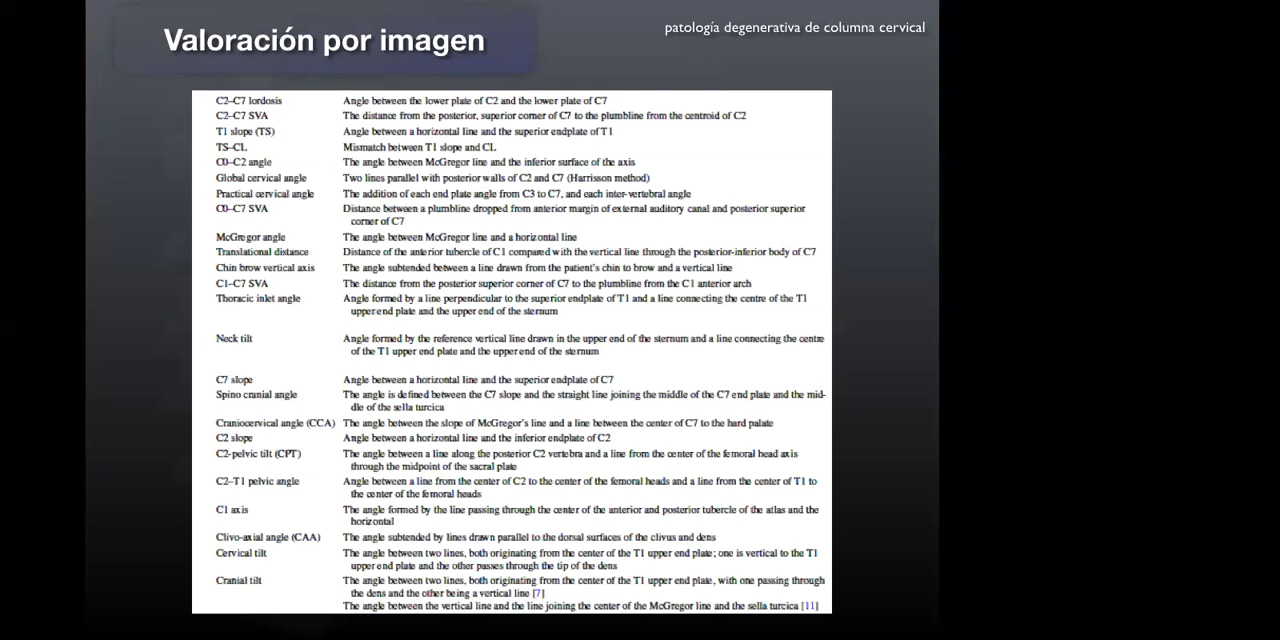 Valoración por imagen
patología degenerativa de columna cervical
C2–C7 lordosis Angle between the lower plate of C2 and the lower plate of C7
C2–C7 SVA The distance from the posterior, superior corner of C7 to the plumbline from the centroid of C2
T1 slope (TS) Angle between a horizontal line and the superior endplate of T1
TS–CL Mismatch between T1 slope and CL
C0–C2 angle The angle between McGregor line and the inferior surface of the axis
Global cervical angle Two lines parallel with posterior walls of C2 and C7 (Harrisson method)
Practical cervical angle The addition of each end plate angle from C3 to C7, and each inter-vertebral angle
C0–C7 SVA Distance between a plumbline dropped from anterior margin of external auditory canal and posterior superior
corner of C7
McGregor angle The angle between McGregor line and a horizontal line
Translational distance Distance of the anterior tubercle of C1 compared with the vertical line through the posterior-inferior body of C7
Chin brow vertical axis The angle subtended between a line drawn from the patient's chin to brow and a vertical line
C1–C7 SVA The distance from the posterior superior corner of C7 to the plumbline from the C1 anterior arch
Thoracic inlet angle Angle formed by a line perpendicular to the superior endplate of T1 and a line connecting the centre of the T1
upper end plate and the upper end of the sternum
Neck tilt Angle formed by the reference vertical line drawn in the upper end of the sternum and a line connecting the centre
of the T1 upper end plate and the upper end of the sternum
C7 slope Angle between a horizontal line and the superior endplate of C7
Spino cranial angle The angle is defined between the C7 slope and the straight line joining the middle of the C7 end plate and the mid-
dle of the sella turcica
Craniocervical angle (CCA) The angle between the slope of McGregor's line and a line between the center of C7 to the hard palate
C2 slope Angle between a horizontal line and the inferior endplate of C2
C2-pelvic tilt (CPT) The angle between a line along the posterior C2 vertebra and a line from the center of the femoral head axis
through the midpoint of the sacral plate
C2–T1 pelvic angle Angle between a line from the center of C2 to the center of the femoral heads and a line from the center of T1 to
the center of the femoral heads
C1 axis The angle formed by the line passing through the center of the anterior and posterior tubercle of the atlas and the
horizontal
Clivo-axial angle (CAA) The angle subtended by lines drawn parallel to the dorsal surfaces of the clivus and dens
Cervical tilt The angle between two lines, both originating from the center of the T1 upper end plate; one is vertical to the T1
upper end plate and the other passes through the tip of the dens
Cranial tilt The angle between two lines, both originating from the center of the T1 upper end plate, with one passing through
the dens and the other being a vertical line [7]
The angle between the vertical line and the line joining the center of the McGregor line and the sella turcica [11]